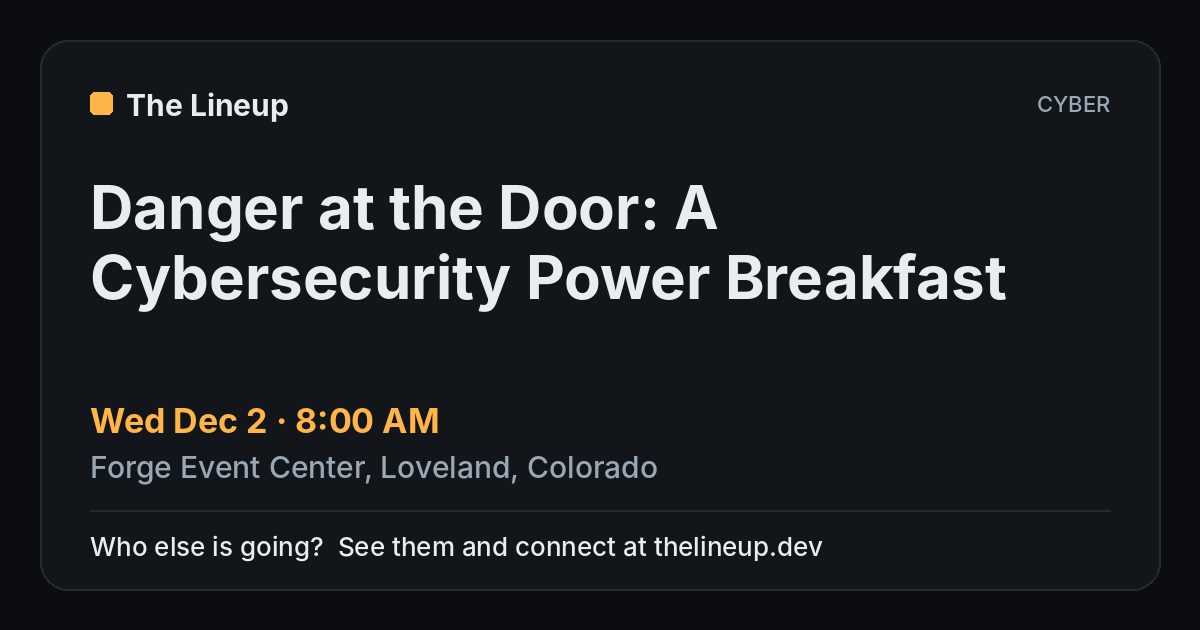 The Lineup
CYBER
Danger at the Door: A
Cybersecurity Power Breakfast
Wed Dec 2 · 8:00 AM
Forge Event Center, Loveland, Colorado
Who else is going? See them and connect at thelineup.dev